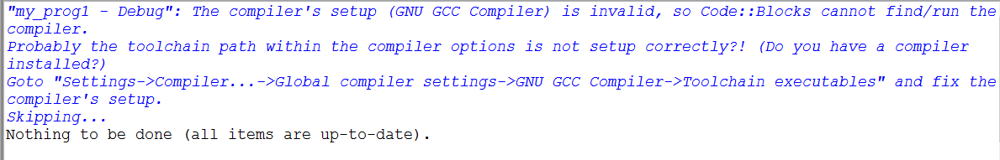 "my_prog1 - Debug": The compiler's setup (GNU GCC Compiler) is invalid, so Code::Blocks cannot find/run the
compiler.
Probably the toolchain path within the compiler options is not setup correctly?! (Do you have a compiler
installed?)
Goto "Settings->Compiler...->Global compiler settings->GNU GCC Compiler->Toolchain executables" and fix the
compiler's setup.
Skipping...
Nothing to be done (all items are up-to-date).